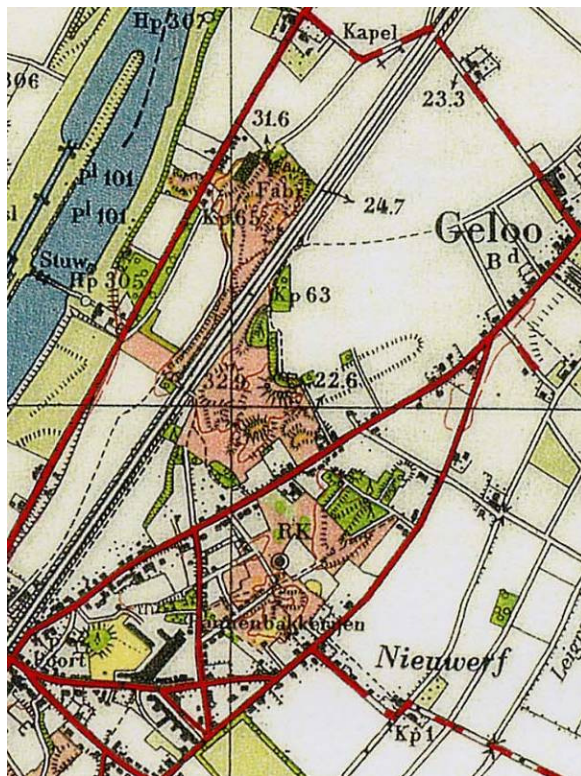 Hp 307
Kapel
306
31.6
23.3
pl 101
Fabr
24.7
pl 101
Kp 65
Geloo
Bd
Stuw
Hp 305
Kp 63
32.9
22.6
RK
Pannenbakkerijen
Nieuwerf
Kp 1